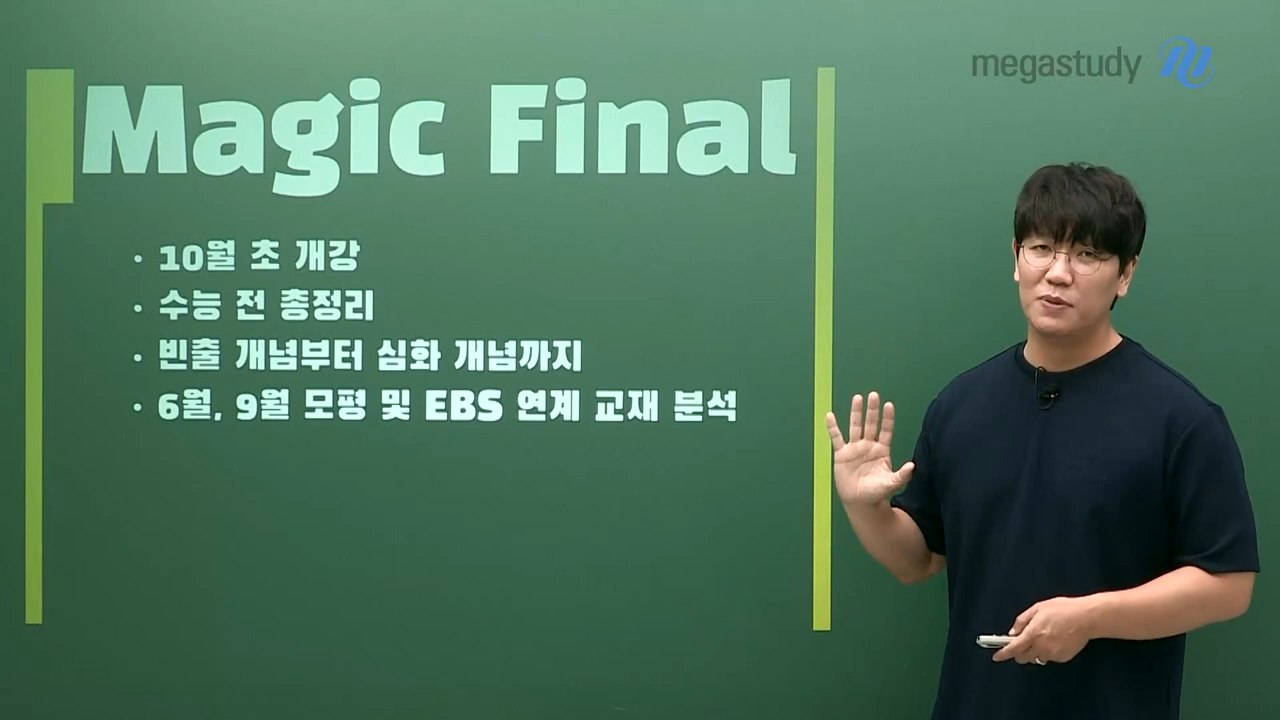 megastudy
Magic Final
• 10월 초 개강
• 수능 전 총정리
• 빈출 개념부터 심화 개념까지
• 6월, 9월 모평 및 EBS 연계 교재 분석